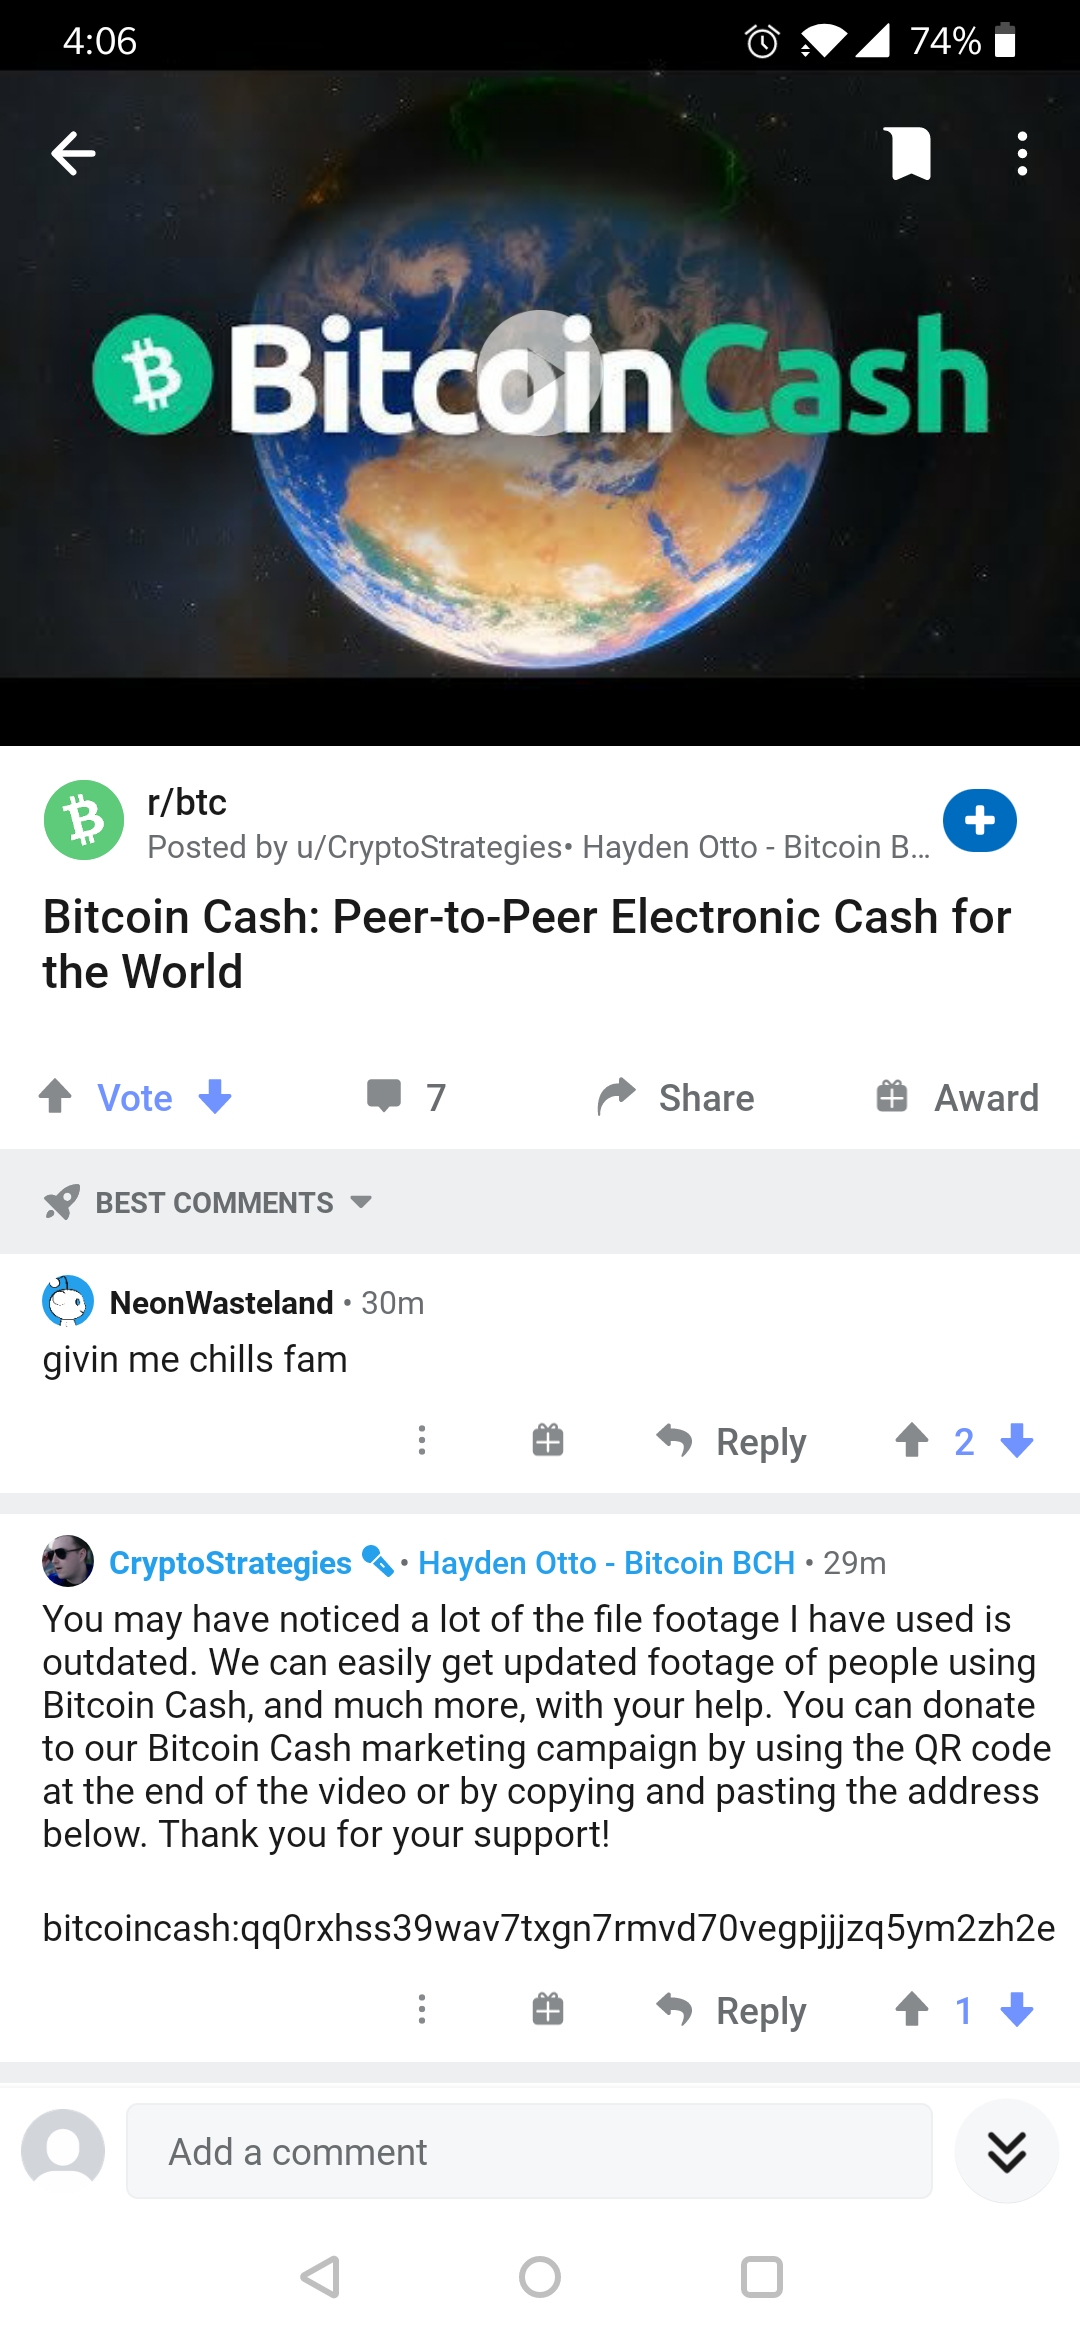 4:06
74%
BitcoinCash
r/btc
Posted by u/CryptoStrategies• Hayden Otto - Bitcoin B...
Bitcoin Cash: Peer-to-Peer Electronic Cash for
the World
Vote
7
Share
Award
BEST COMMENTS
NeonWasteland • 30m
givin me chills fam
Reply
2
CryptoStrategies • Hayden Otto - Bitcoin BCH • 29m
You may have noticed a lot of the file footage I have used is
outdated. We can easily get updated footage of people using
Bitcoin Cash, and much more, with your help. You can donate
to our Bitcoin Cash marketing campaign by using the QR code
at the end of the video or by copying and pasting the address
below. Thank you for your support!
bitcoincash:qq0rxhss39wav7txgn7rmvd70vegpjjjzq5ym2zh2e
Reply
1
Add a comment